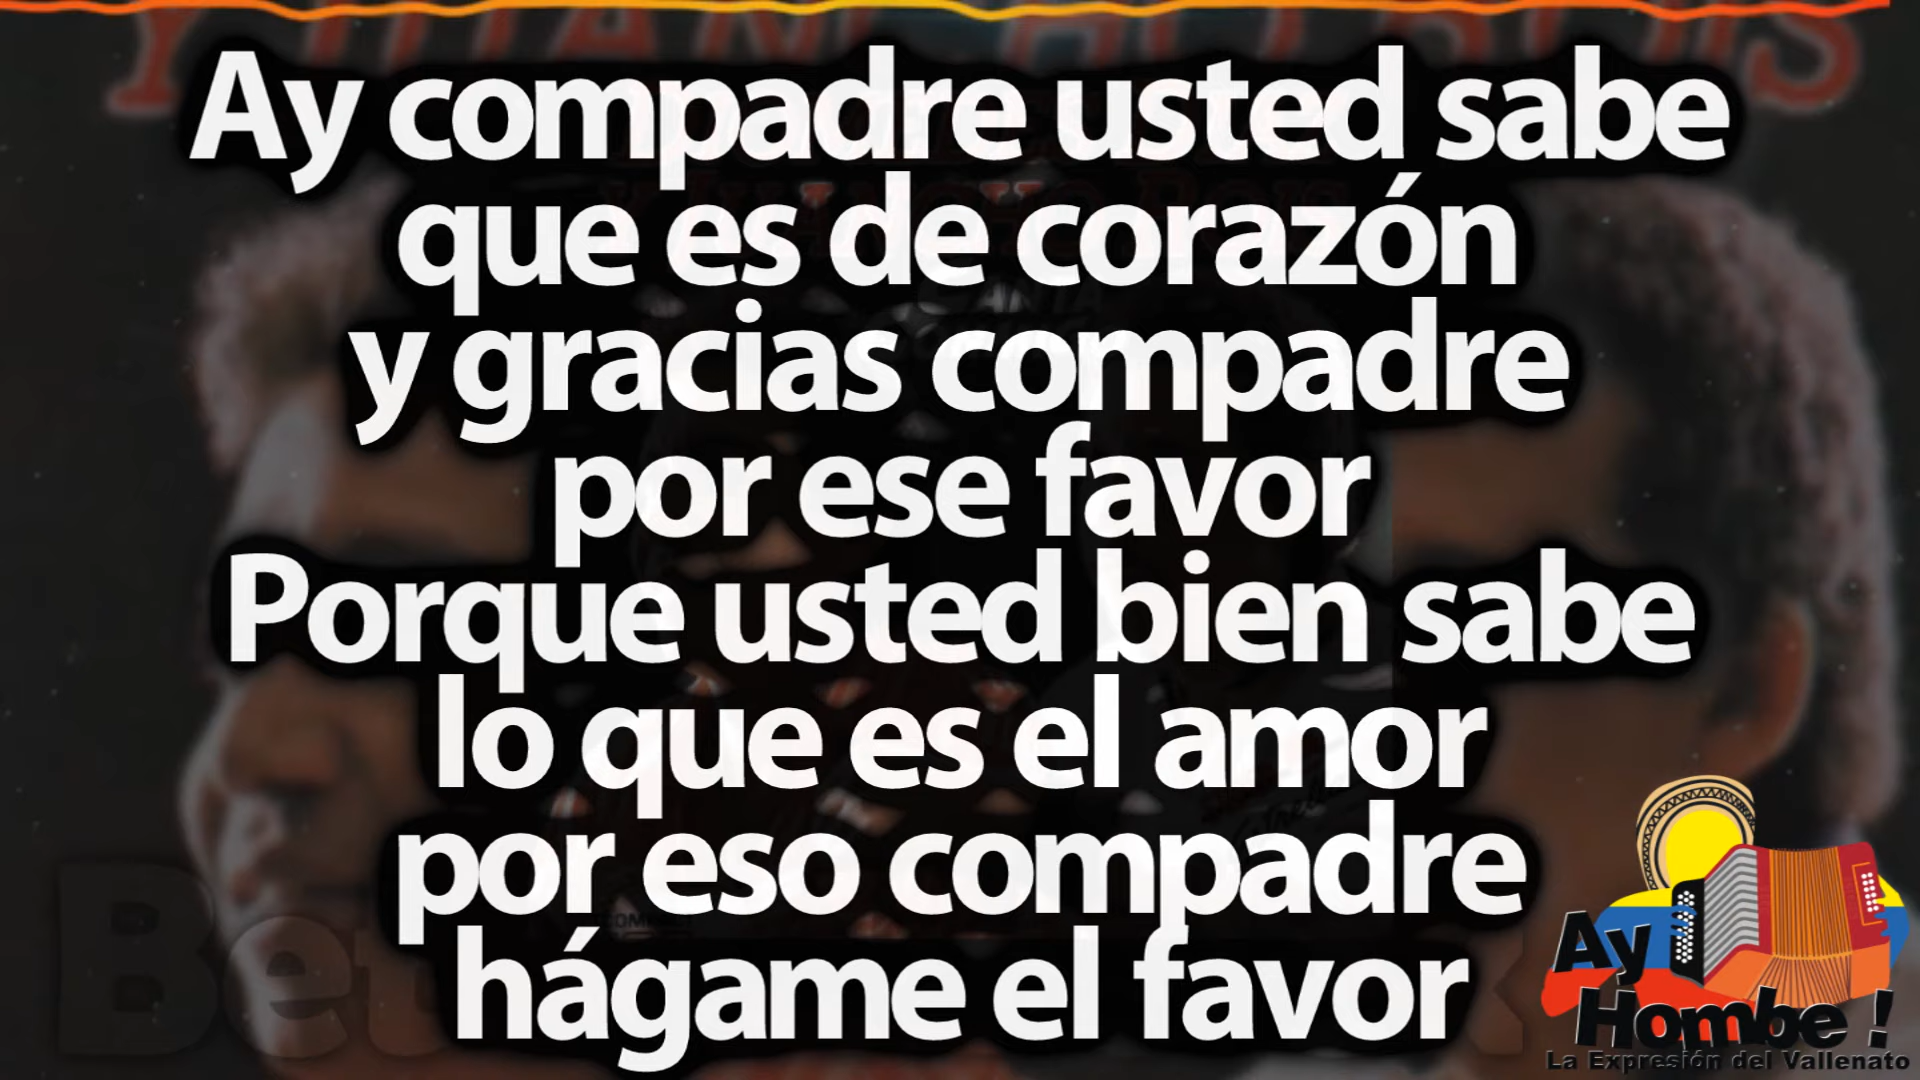 Ay compadre usted sabe
que es de corazón
y gracias compadre
por ese favor
Porque usted bien sabe
lo que es el amor
por eso compadre
hágame el favor
Ay
Hombe !
La Expresión del Vallenato